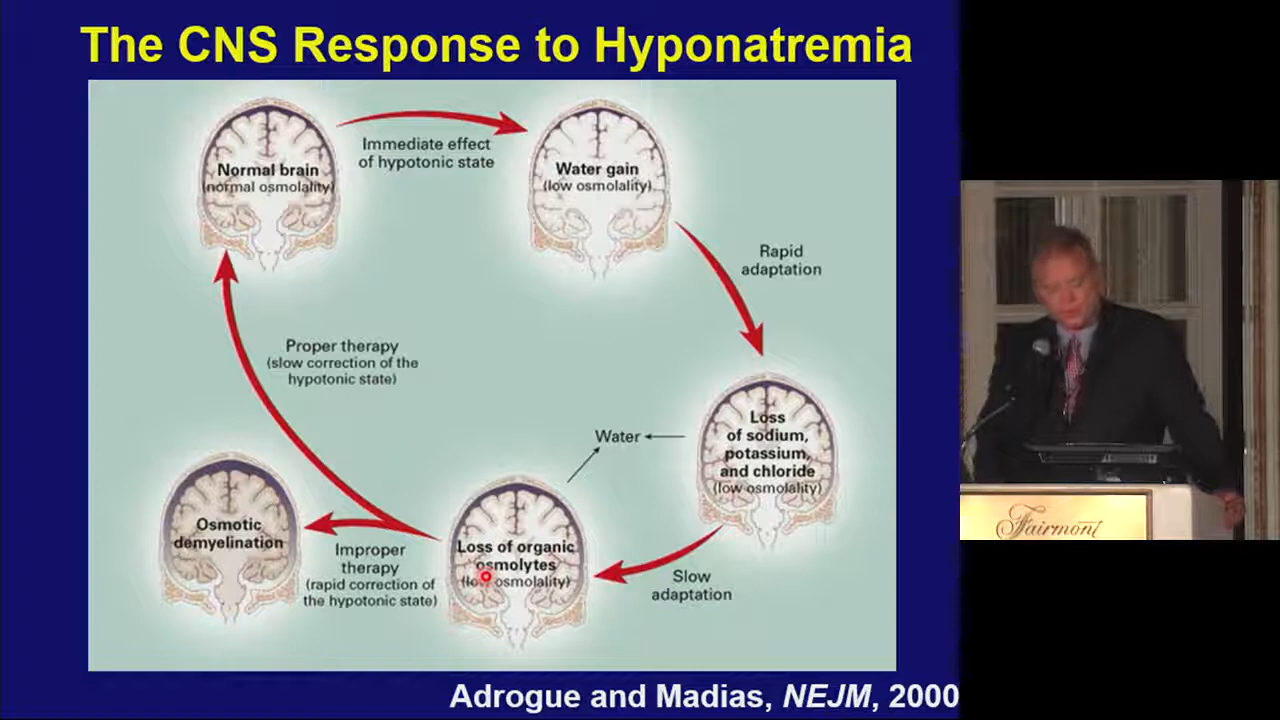 The CNS Response to Hyponatremia
Normal brain
(normal osmolality)
Immediate effect
of hypotonic state
Water gain
(low osmolality)
Rapid
adaptation
Loss
of sodium,
potassium,
and chloride
(low osmolality)
Water
Slow
adaptation
Loss of organic
osmolytes
(low osmolality)
Proper therapy
(slow correction of the
hypotonic state)
Improper
therapy
(rapid correction of
the hypotonic state)
Osmotic
demyelination
Adrogue and Madias, NEJM, 2000
Fairmont